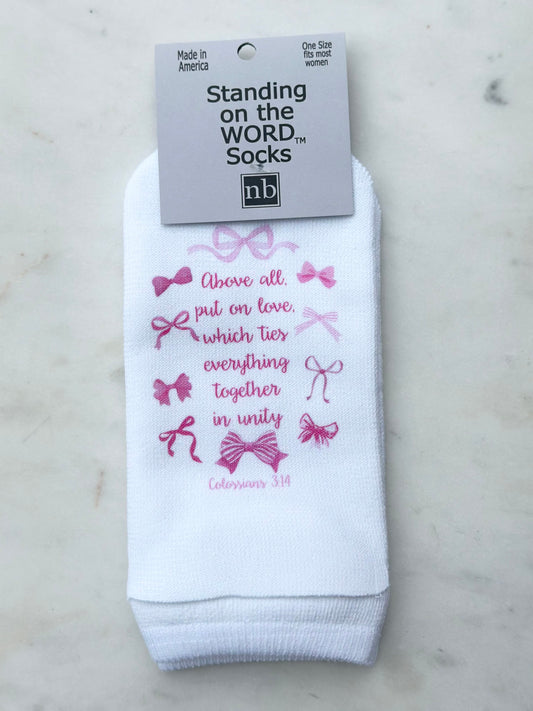 Made in
America
One Size
fits most
women
Standing
on the
WORD™
Socks
nb
Above all,
put on love,
which ties
everything
together
in unity
Colossians 3:14